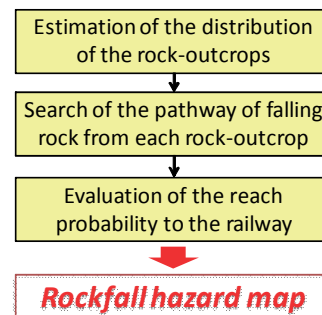 Estimation of the distribution
of the rock-outcrops
Search of the pathway of falling
rock from each rock-outcrop
Evaluation of the reach
probability to the railway
Rockfall hazard map